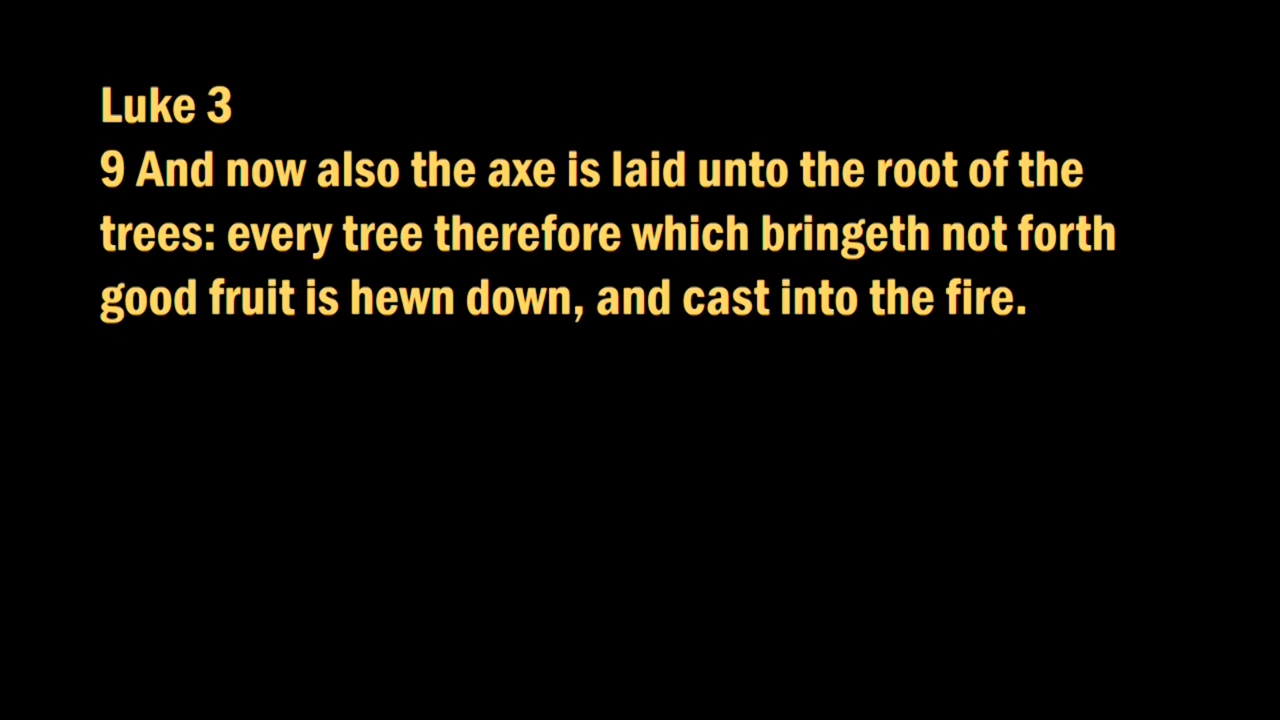 Luke 3
9 And now also the axe is laid unto the root of the
trees: every tree therefore which bringeth not forth
good fruit is hewn down, and cast into the fire.